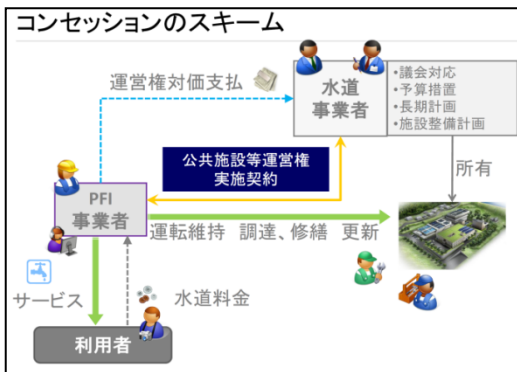 コンセッションのスキーム
運営権対価支払
水道
事業者
・議会対応
・予算措置
・長期計画
・施設整備計画
公共施設等運営権
実施契約
所有
PFI
事業者
運転維持 調達、修繕 更新
サービス
水道料金
利用者